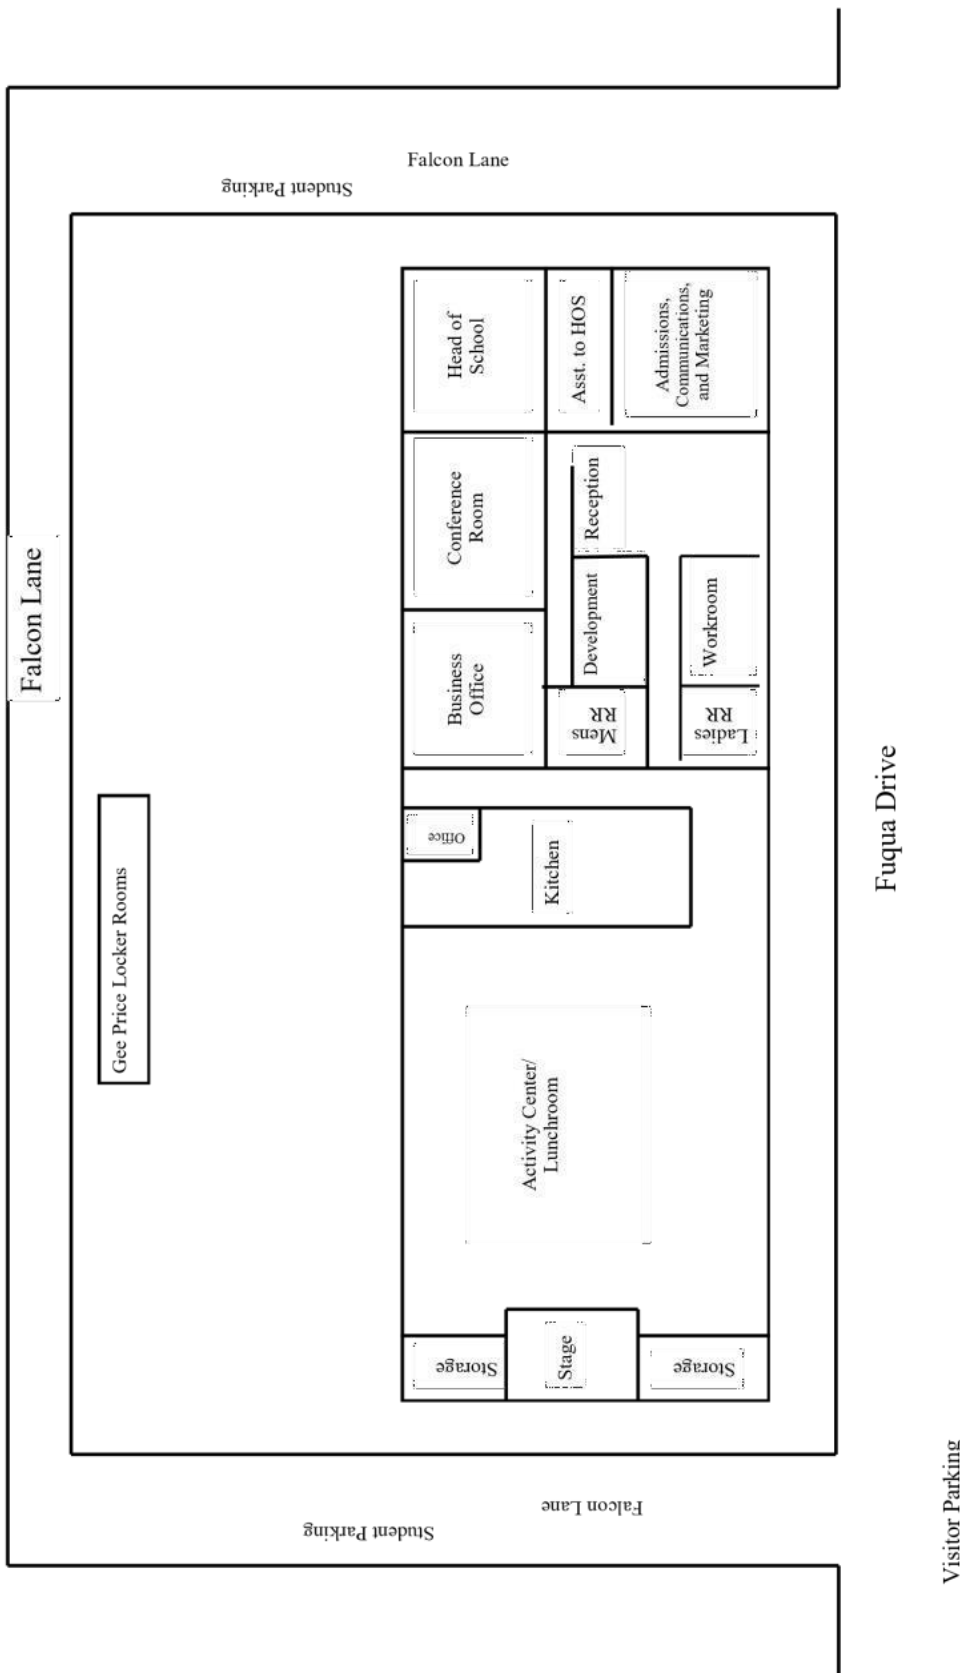 Falcon Lane
Student Parking
Head of
School
Asst. to HOS
Admissions,
Communications,
and Marketing
Conference
Room
Reception
Falcon Lane
Business
Office
Development
Workroom
Mens
RR
Ladies
RR
Fuqua Drive
Office
Kitchen
Gee Price Locker Rooms
Activity Center/
Lunchroom
Storage
Stage
Storage
Falcon Lane
Student Parking
Visitor Parking